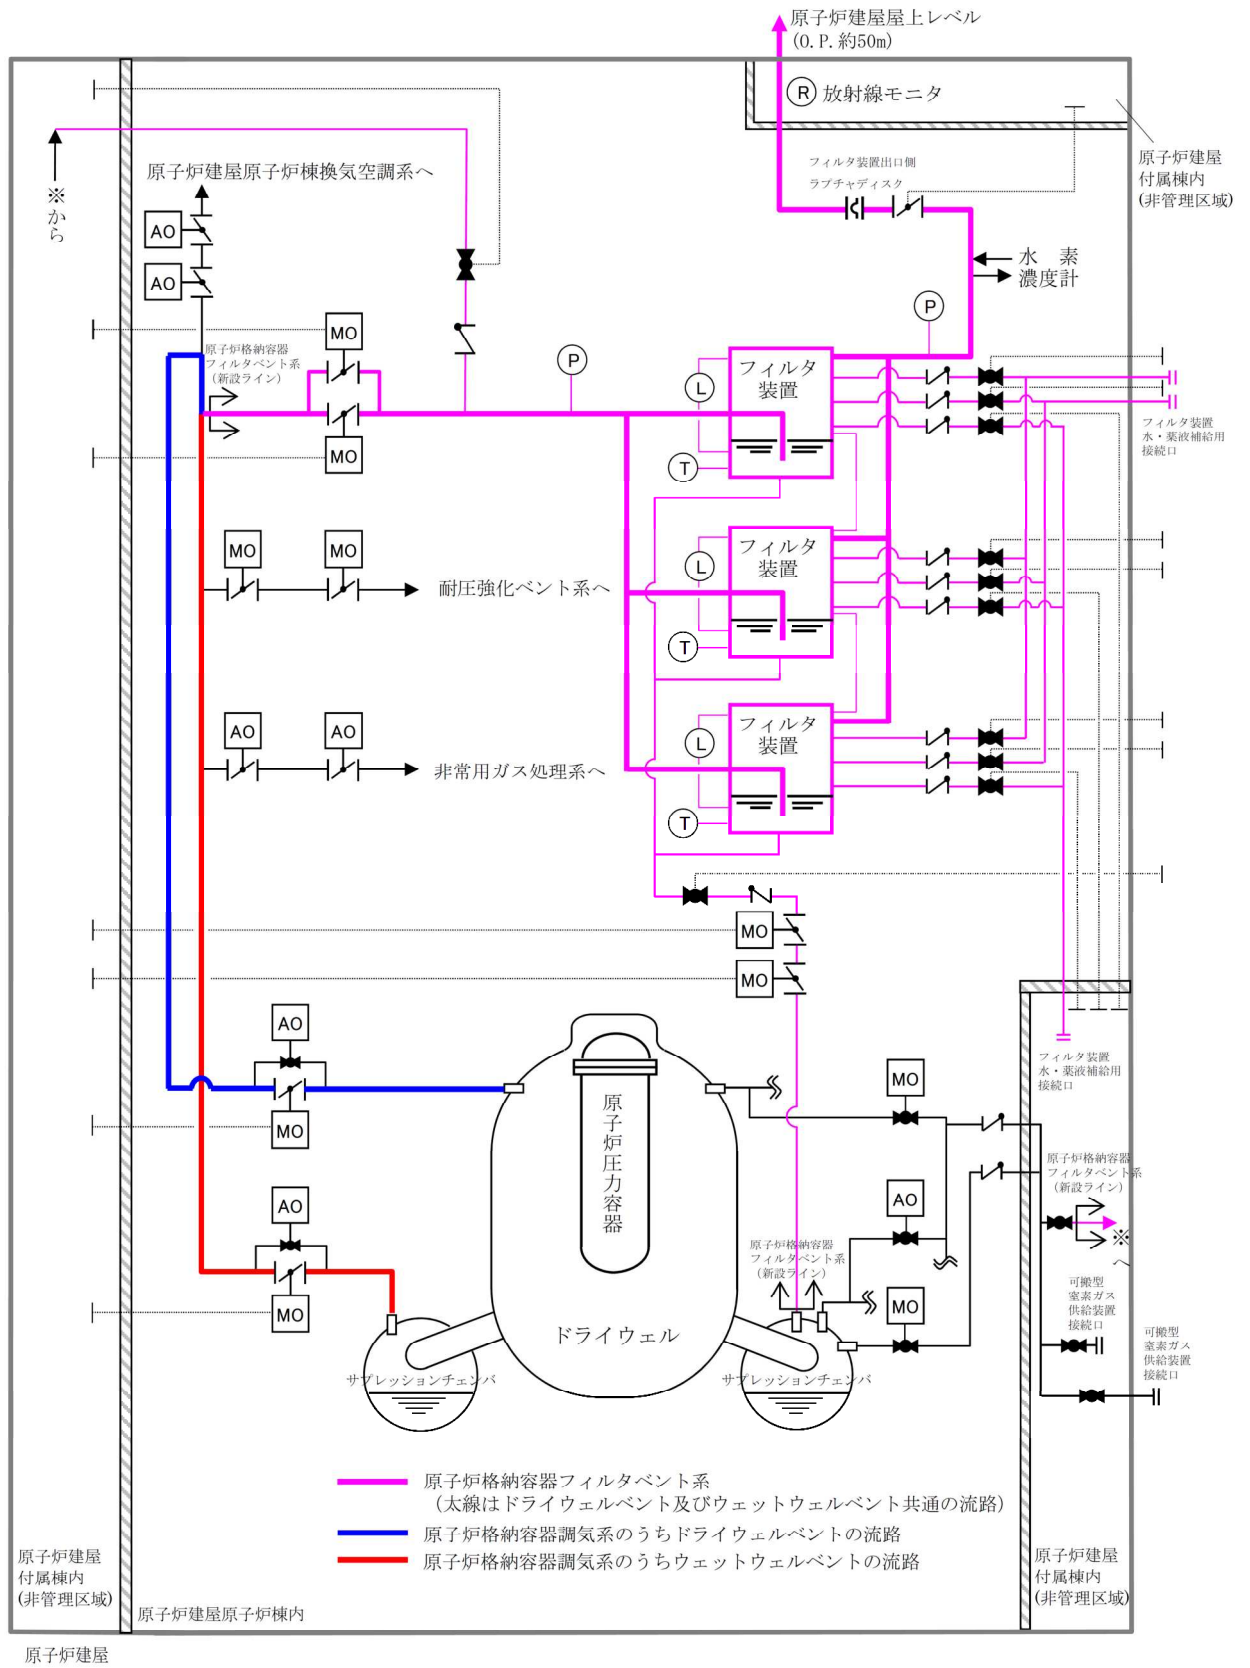 原子炉建屋屋上レベル
(O.P.約50m)
R 放射線モニタ
フィルタ装置出口側
ラプチャディスク
原子炉建屋
付属棟内
(非管理区域)
原子炉建屋原子炉棟換気空調系へ
※から
AO
AO
水 素
濃度計
P
MO
原子炉格納容器
フィルタベント系
(新設ライン)
P
MO
フィルタ
装置
L
T
フィルタ装置
水・薬液補給用
接続口
MO
MO
耐圧強化ベント系へ
フィルタ
装置
L
T
AO
AO
非常用ガス処理系へ
フィルタ
装置
L
T
MO
MO
AO
MO
原子炉圧力容器
MO
フィルタ装置
水・薬液補給用
接続口
原子炉格納容器
フィルタベント系
(新設ライン)
※へ
AO
AO
MO
原子炉格納容器
フィルタベント系
(新設ライン)
MO
可搬型
窒素ガス
供給装置
接続口
可搬型
窒素ガス
供給装置
接続口
ドライウェル
サプレッションチェンバ
サプレッションチェンバ
原子炉格納容器フィルタベント系
(太線はドライウェルベント及びウェットウェルベント共通の流路)
原子炉格納容器調気系のうちドライウェルベントの流路
原子炉格納容器調気系のうちウェットウェルベントの流路
原子炉建屋
付属棟内
(非管理区域)
原子炉建屋原子炉棟内
原子炉建屋
付属棟内
(非管理区域)
原子炉建屋